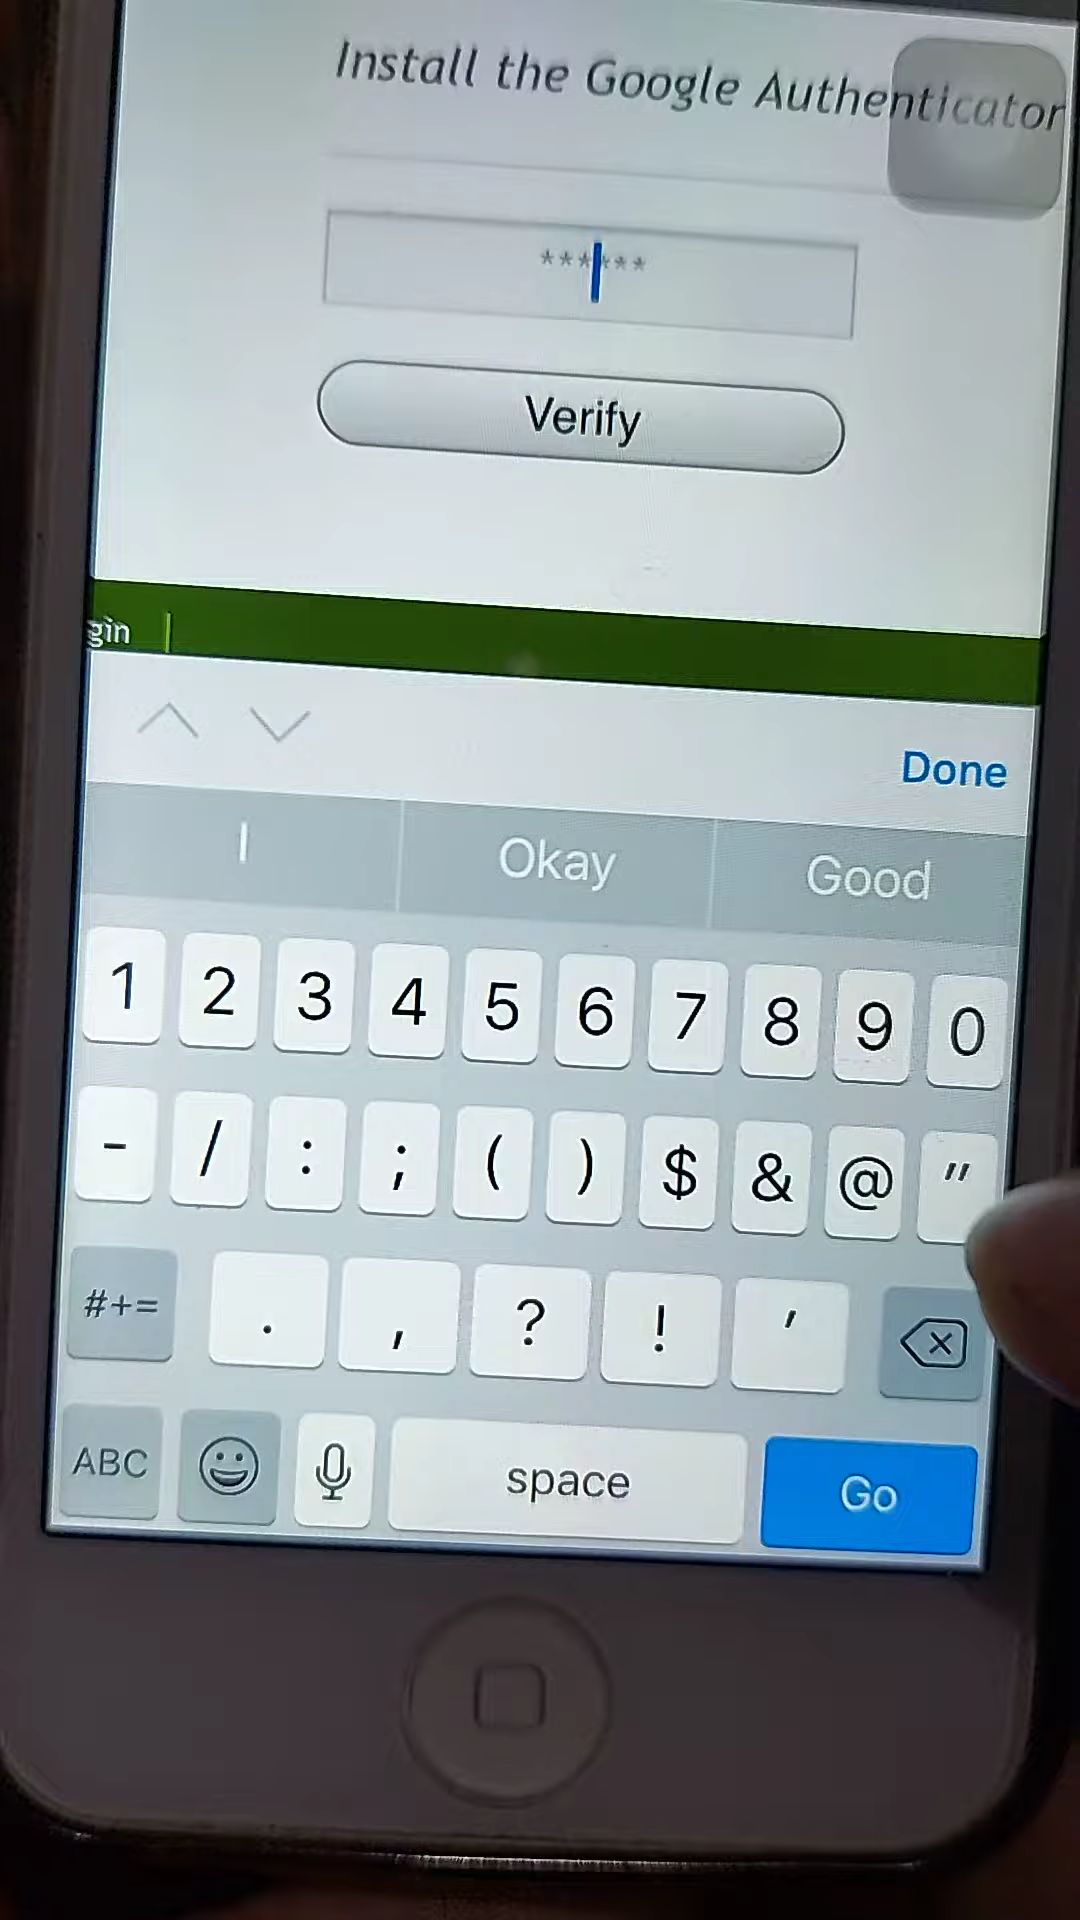 Install the Google Authenticator
******
Verify
gin
Done
I Okay Good
1 2 3 4 5 6 7 8 9 0
- / : ; ( ) $ & @ "
#+= . , ? ! '
ABC space Go